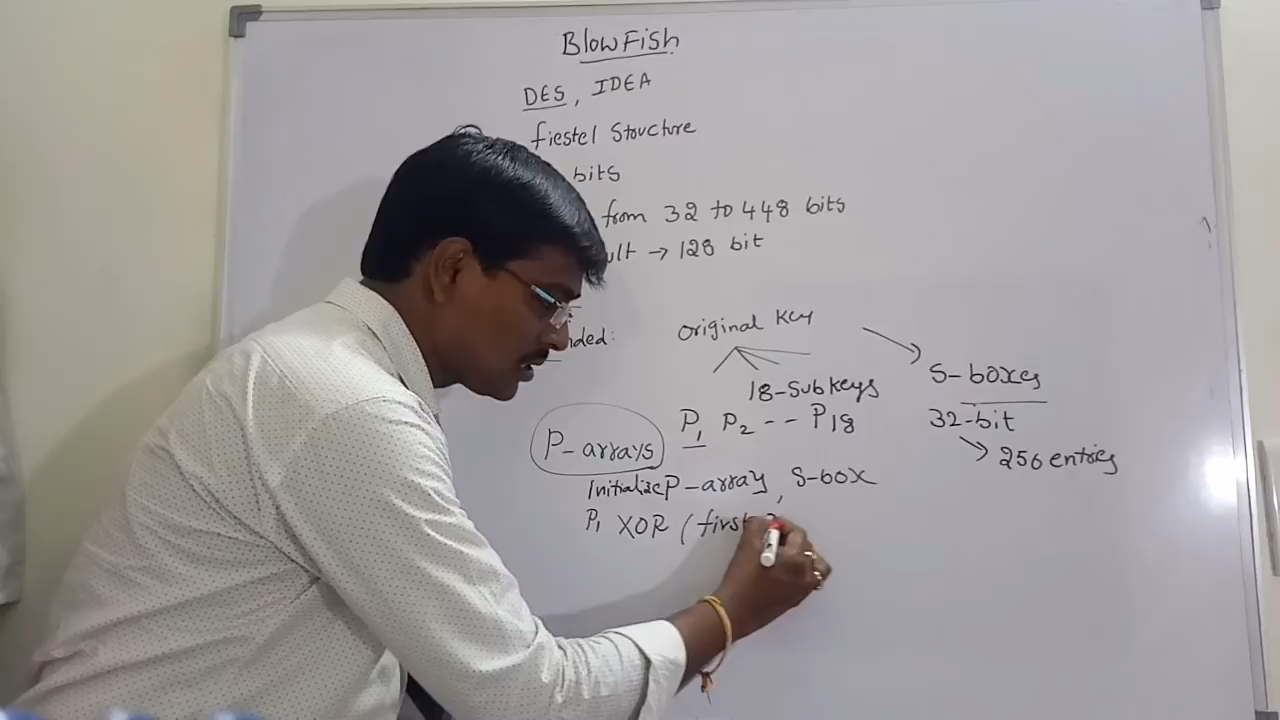 BlowFish
DES, IDEA
fiestel Structure
bits
from 32 to 448 bits
ult → 128 bit
nded:
original Key
18-Subkeys
P1 P2 -- P18
P-arrays
S-boxes
32-bit
256 entries
Initialize P-array, S-box
P1 XOR (first